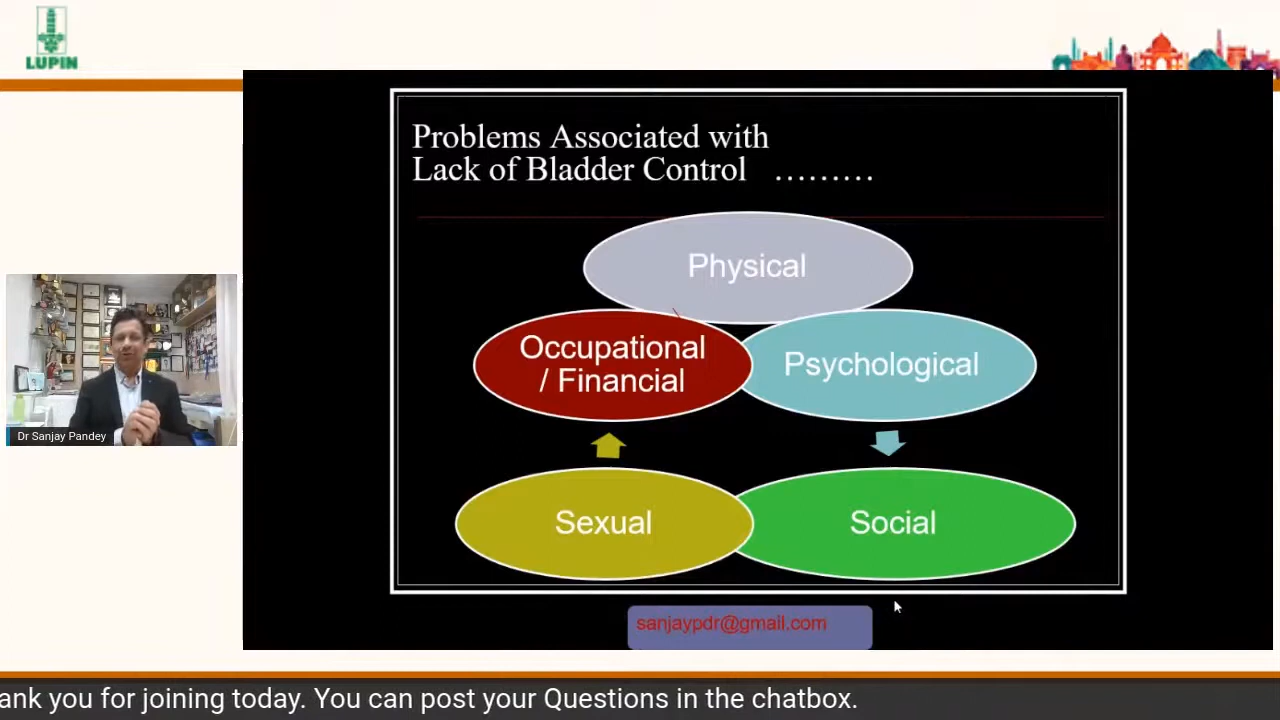 LUPIN
Problems Associated with
Lack of Bladder Control .........
Physical
Occupational
/ Financial
Psychological
Sexual
Social
Dr Sanjay Pandey
sanjaypdr@gmail.com
ank you for joining today. You can post your Questions in the chatbox.